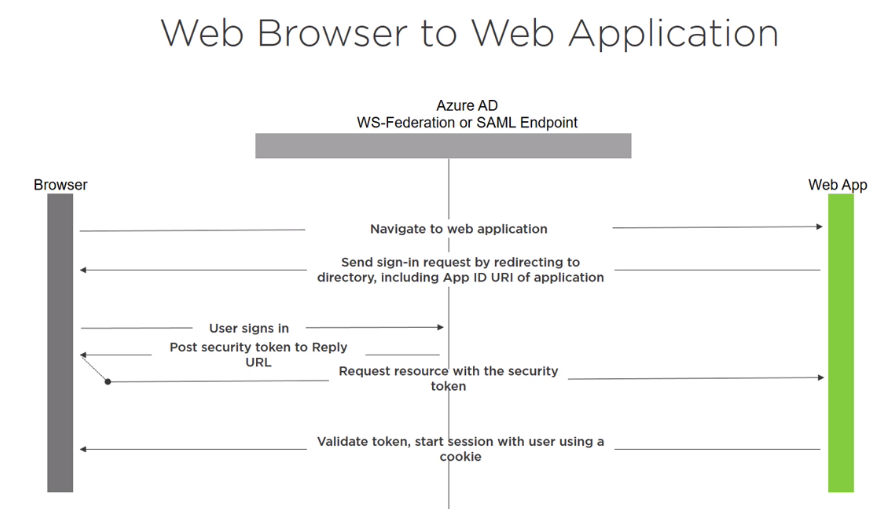 Web Browser to Web Application
Azure AD
WS-Federation or SAML Endpoint
Browser
Web App
Navigate to web application
Send sign-in request by redirecting to
directory, including App ID URI of application
User signs in
Post security token to Reply
URL
Request resource with the security
token
Validate token, start session with user using a
cookie